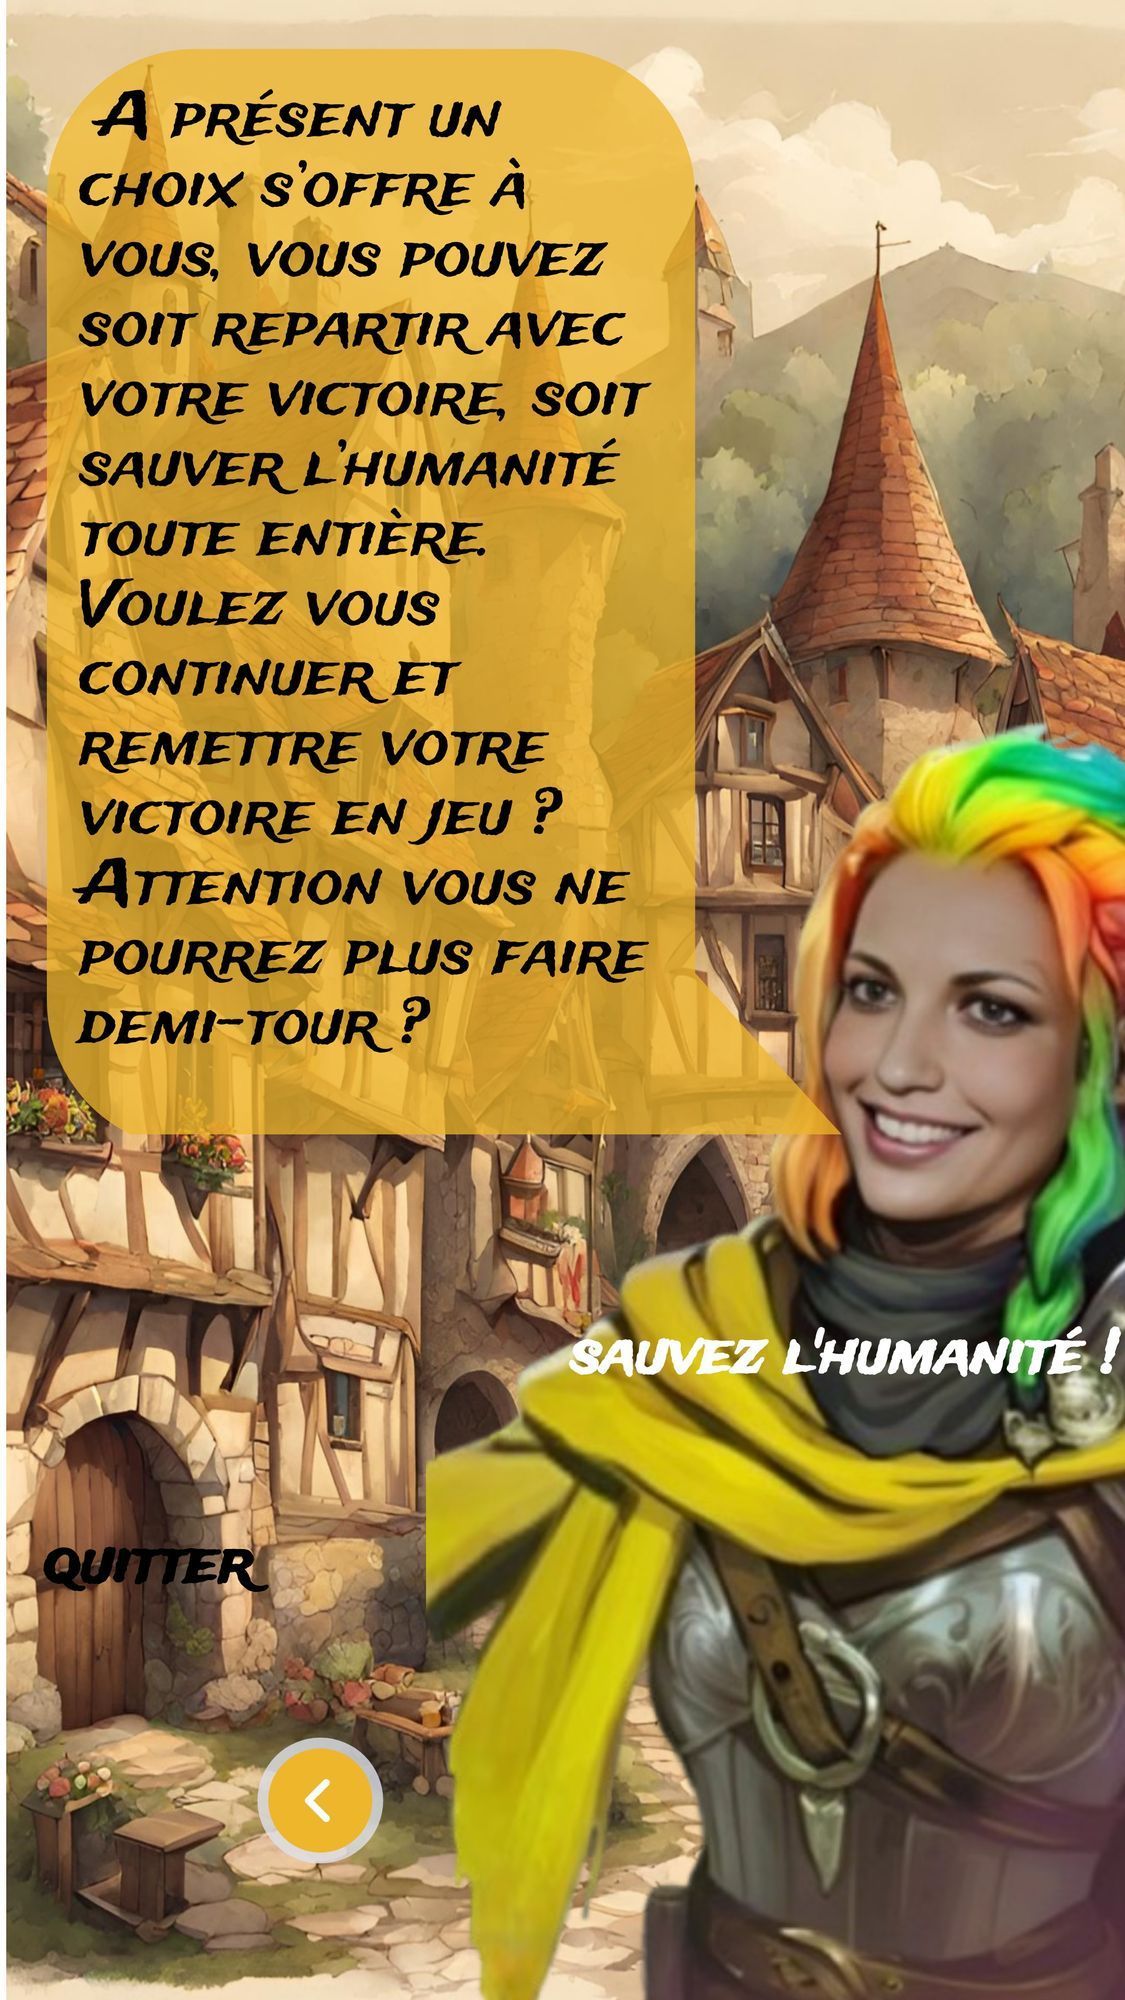 A présent un
choix s'offre à
vous, vous pouvez
soit repartir avec
votre victoire, soit
sauver l'humanité
toute entière.
Voulez vous
continuer et
remettre votre
victoire en jeu ?
Attention vous ne
pourrez plus faire
demi-tour ?
sauvez l'humanité !
quitter